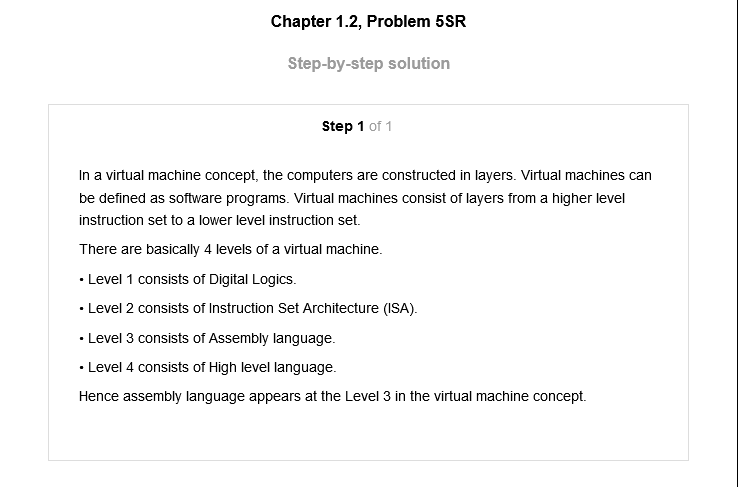 Chapter 1.2, Problem 5SR
Step-by-step solution
Step 1 of 1
In a virtual machine concept, the computers are constructed in layers. Virtual machines can
be defined as software programs. Virtual machines consist of layers from a higher level
instruction set to a lower level instruction set.
There are basically 4 levels of a virtual machine.
• Level 1 consists of Digital Logics.
• Level 2 consists of Instruction Set Architecture (ISA).
• Level 3 consists of Assembly language.
• Level 4 consists of High level language.
Hence assembly language appears at the Level 3 in the virtual machine concept.